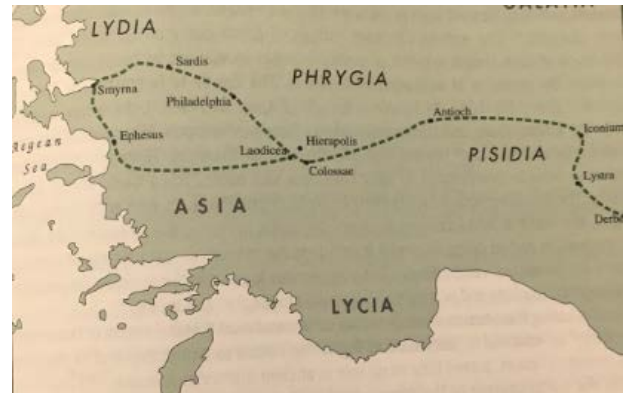 LYDIA
Sardis
PHRYGIA
Smyrna
Philadelphia
Antioch
Iconium
Ephesus
Hierapolis
Aegean
Sea
Laodicea
PISIDIA
Colossae
Lystra
ASIA
Derbe
LYCIA